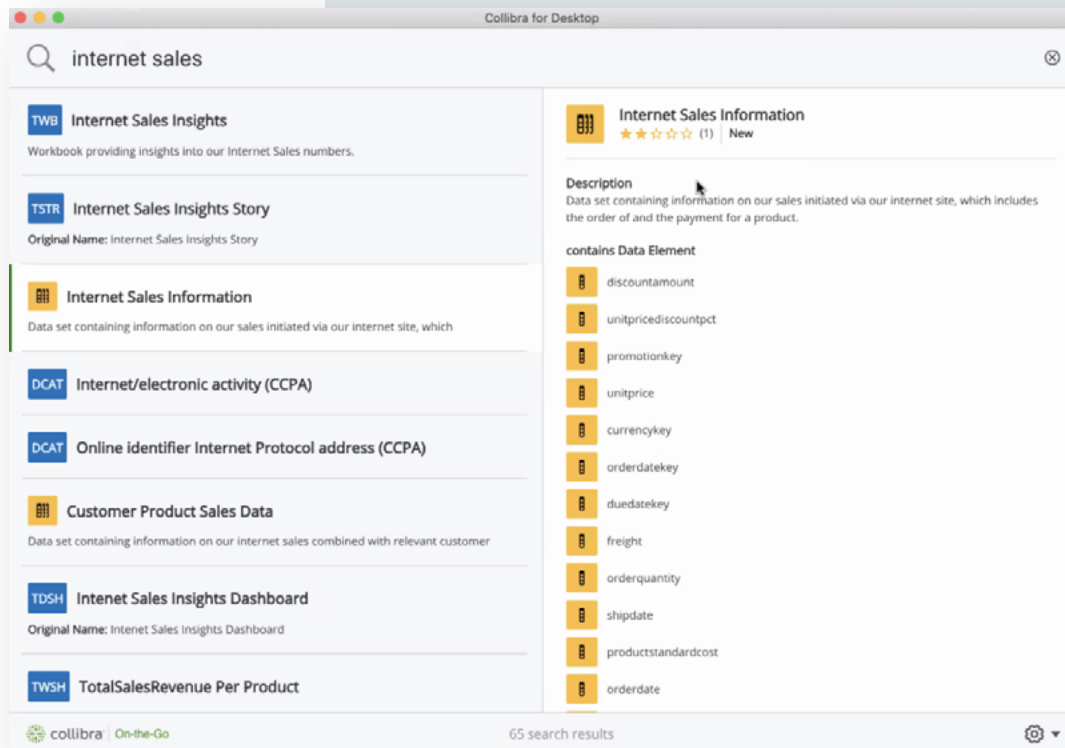 Collibra for Desktop
internet sales
TWB Internet Sales Insights
Workbook providing insights into our Internet Sales numbers.
TSTR Internet Sales Insights Story
Original Name: Internet Sales Insights Story
Internet Sales Information
Data set containing information on our sales initiated via our internet site, which
DCAT Internet/electronic activity (CCPA)
DCAT Online identifier Internet Protocol address (CCPA)
Customer Product Sales Data
Data set containing information on our internet sales combined with relevant customer
TDSH Intenet Sales Insights Dashboard
Original Name: Intenet Sales Insights Dashboard
TWSH TotalSalesRevenue Per Product
Internet Sales Information
(1) New
Description
Data set containing information on our sales initiated via our internet site, which includes
the order of and the payment for a product.
contains Data Element
discountamount
unitpricediscountpct
promotionkey
unitprice
currencykey
orderdatekey
duedatekey
freight
orderquantity
shipdate
productstandardcost
orderdate
collibra On-the-Go
65 search results